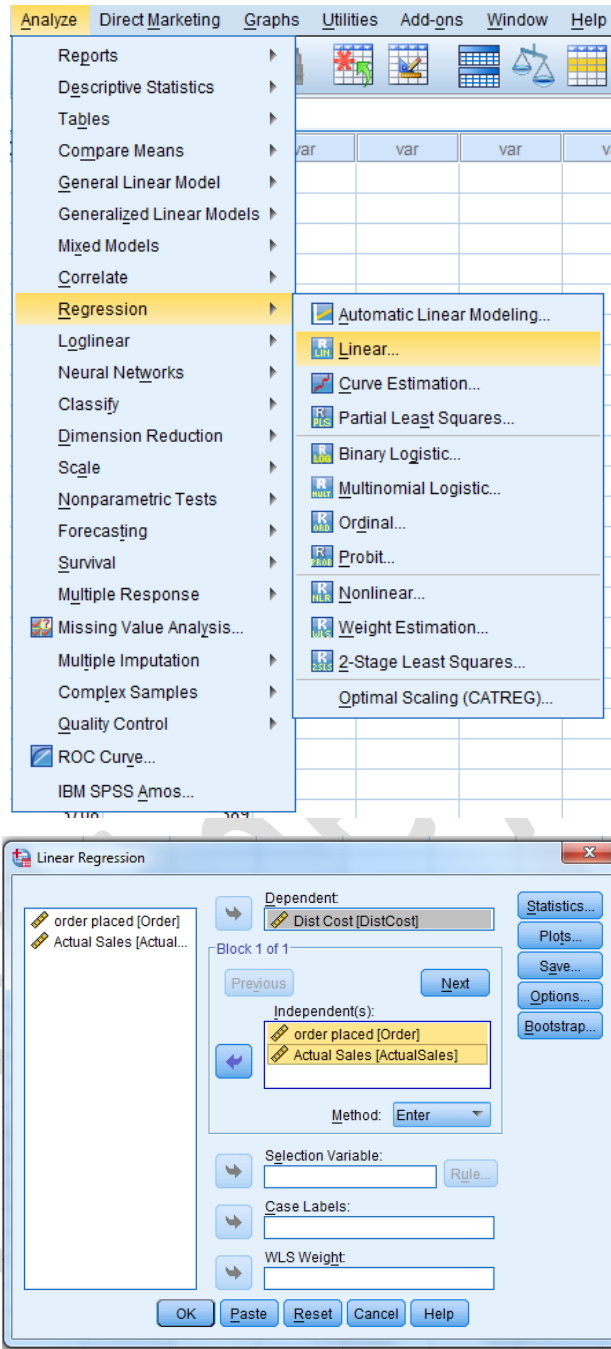 Analyze Direct Marketing Graphs Utilities Add-ons Window Help
Reports
Descriptive Statistics
Tables
Compare Means
General Linear Model
Generalized Linear Models
Mixed Models
Correlate
Regression
Loglinear
Neural Networks
Classify
Dimension Reduction
Scale
Nonparametric Tests
Forecasting
Survival
Multiple Response
Missing Value Analysis...
Multiple Imputation
Complex Samples
Quality Control
ROC Curve...
IBM SPSS Amos...
var var var
Automatic Linear Modeling...
Linear...
Curve Estimation...
Partial Least Squares...
Binary Logistic...
Multinomial Logistic...
Ordinal...
Probit...
Nonlinear...
Weight Estimation...
2-Stage Least Squares...
Optimal Scaling (CATREG)...
Linear Regression
order placed [Order]
Actual Sales [Actual...
Dependent:
Dist Cost [DistCost]
Block 1 of 1
Previous Next
Independent(s):
order placed [Order]
Actual Sales [ActualSales]
Method: Enter
Selection Variable:
Rule...
Case Labels:
WLS Weight:
Statistics...
Plots...
Save...
Options...
Bootstrap...
OK Paste Reset Cancel Help